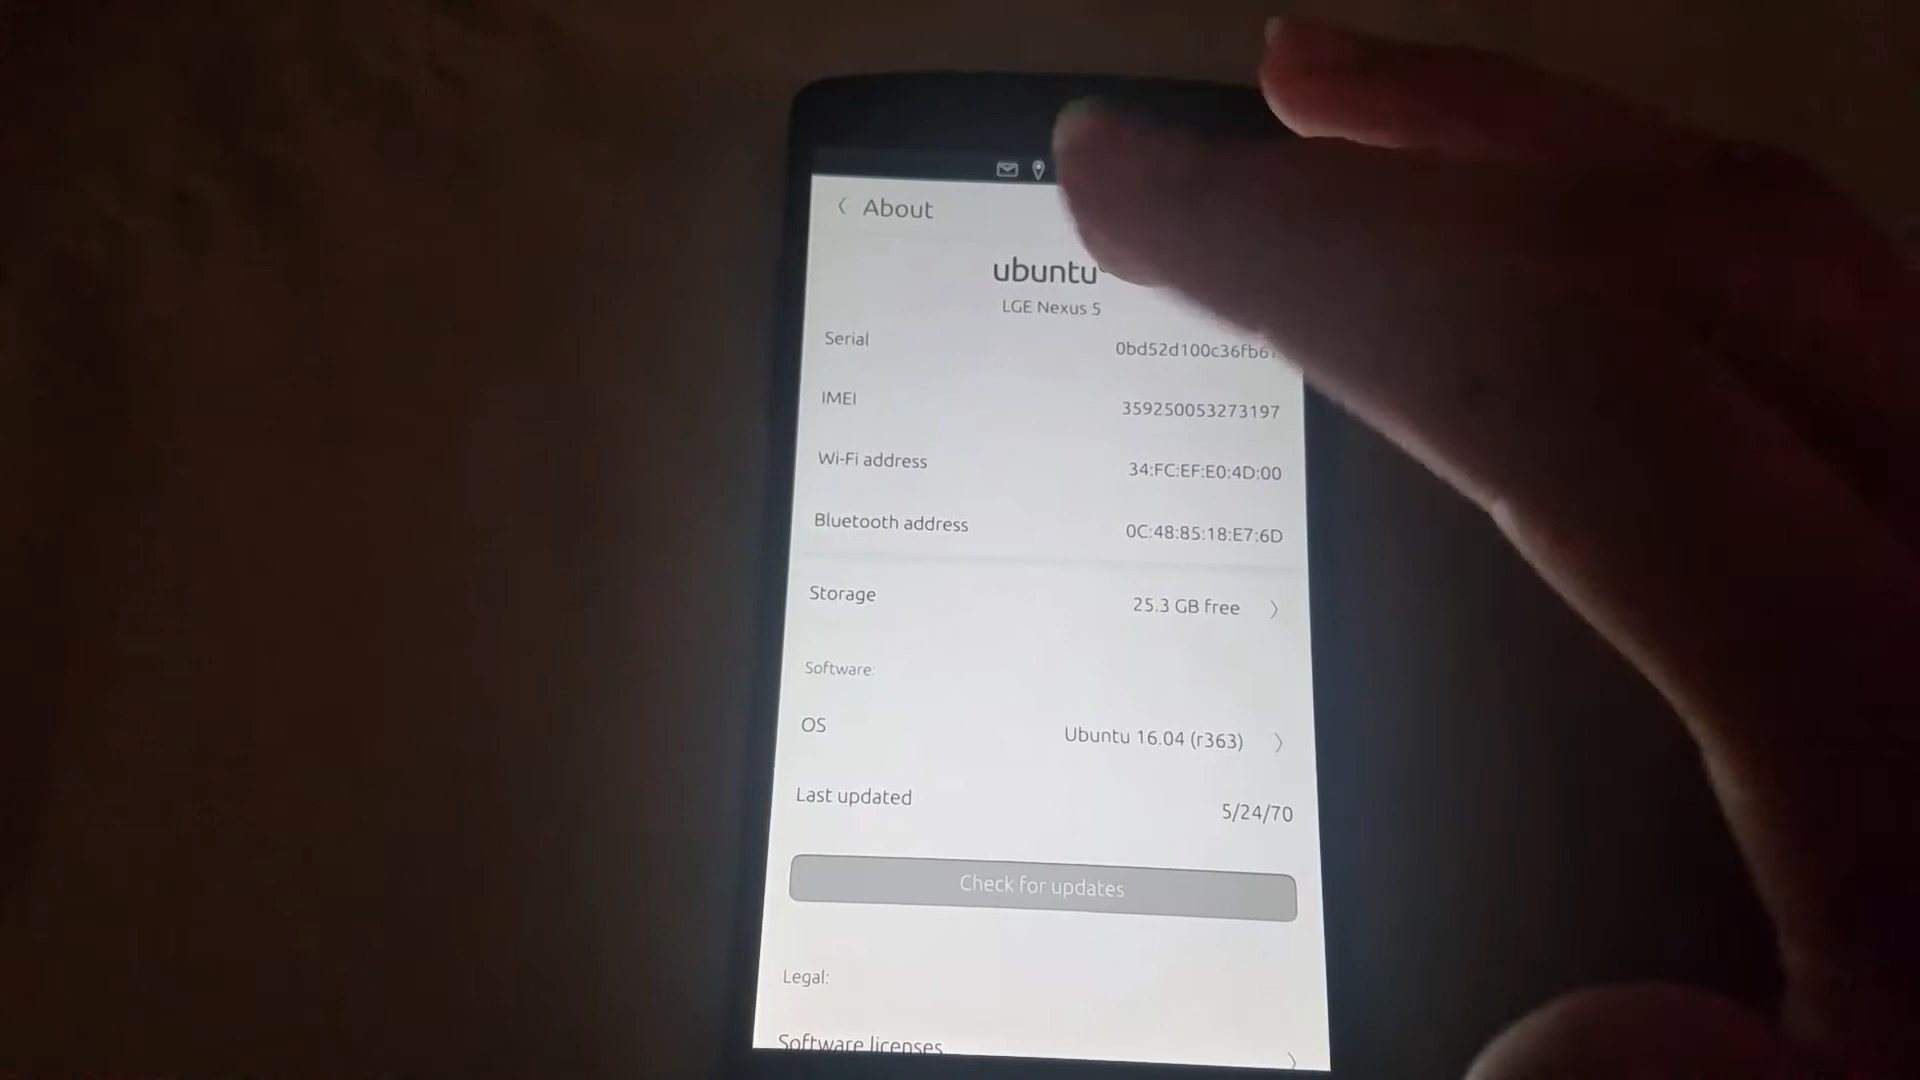 About
ubuntu
LGE Nexus 5
Serial 0bd52d100c36fb6
IMEI 359250053273197
Wi-Fi address 34:FC:EF:E0:4D:00
Bluetooth address 0C:48:85:18:E7:6D
Storage 25.3 GB free
Software:
OS Ubuntu 16.04 (r363)
Last updated 5/24/70
Check for updates
Legal:
Software licenses